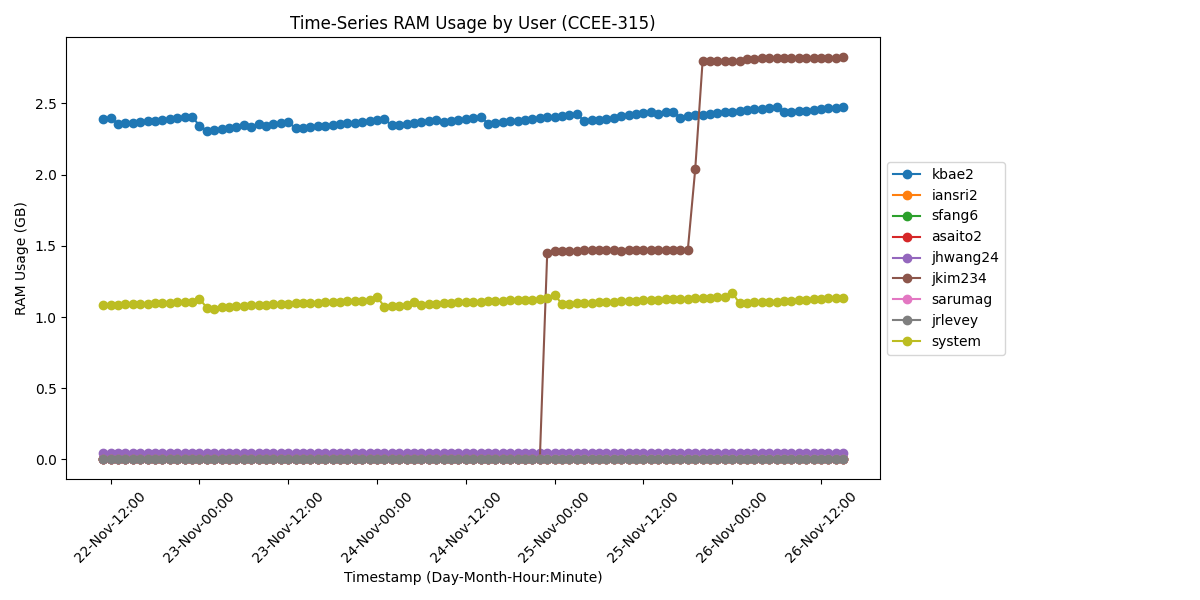 Time-Series RAM Usage by User (CCEE-315)
RAM Usage (GB)
2.5
2.0
1.5
1.0
0.5
0.0
22-Nov-12:00
23-Nov-00:00
23-Nov-12:00
24-Nov-00:00
24-Nov-12:00
25-Nov-00:00
25-Nov-12:00
26-Nov-00:00
26-Nov-12:00
Timestamp (Day-Month-Hour:Minute)
kbae2
iansri2
sfang6
asaito2
jhwang24
jkim234
sarumag
jrlevey
system